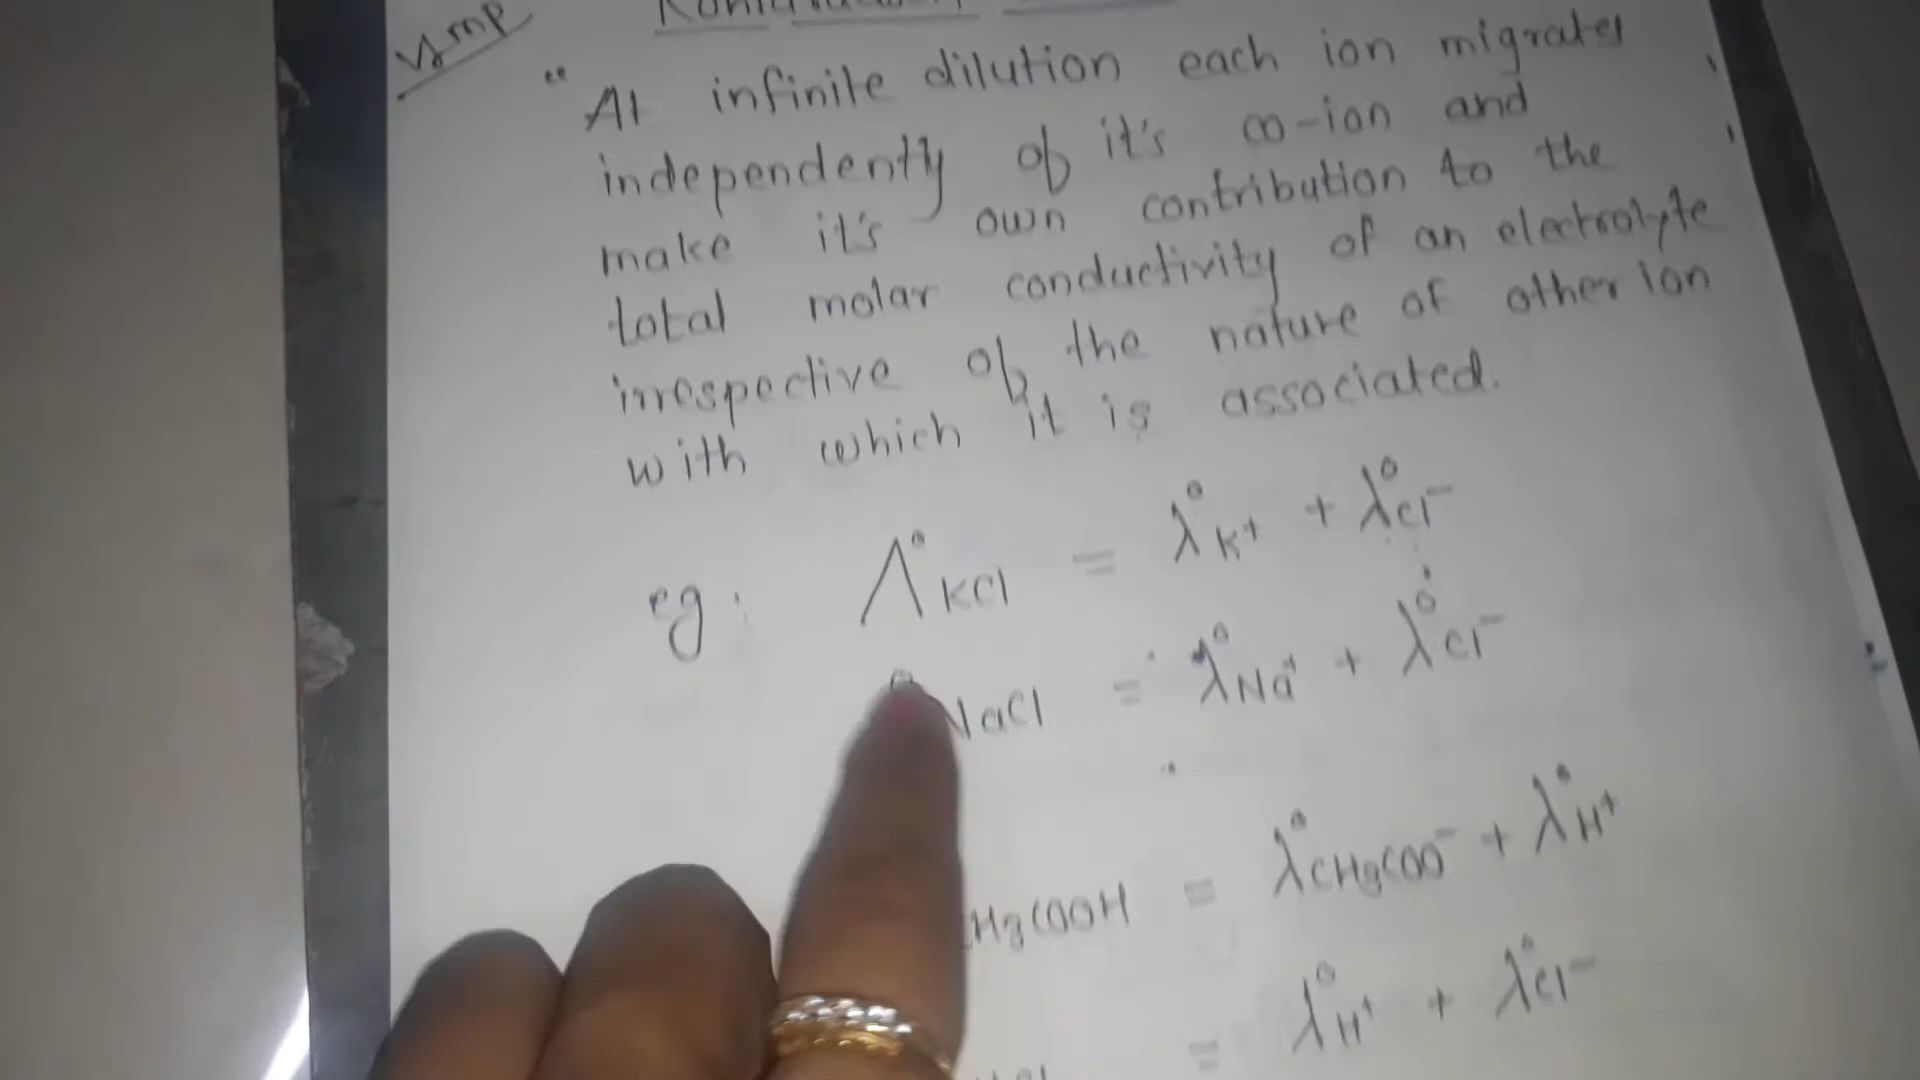 Imp
"At infinite dilution each ion migrates
independently of it's co-ion and
make it's own contribution to the
total molar conductivity of an electrolyte
irrespective of the nature of other ion
with which it is associated.
eg: Λ°KCl = λ°K+ + λ°Cl−
NaCl = λ°Na+ + λ°Cl−
H3COOH = λ°CH3COO− + λ°H+
= λ°H+ + λ°Cl−